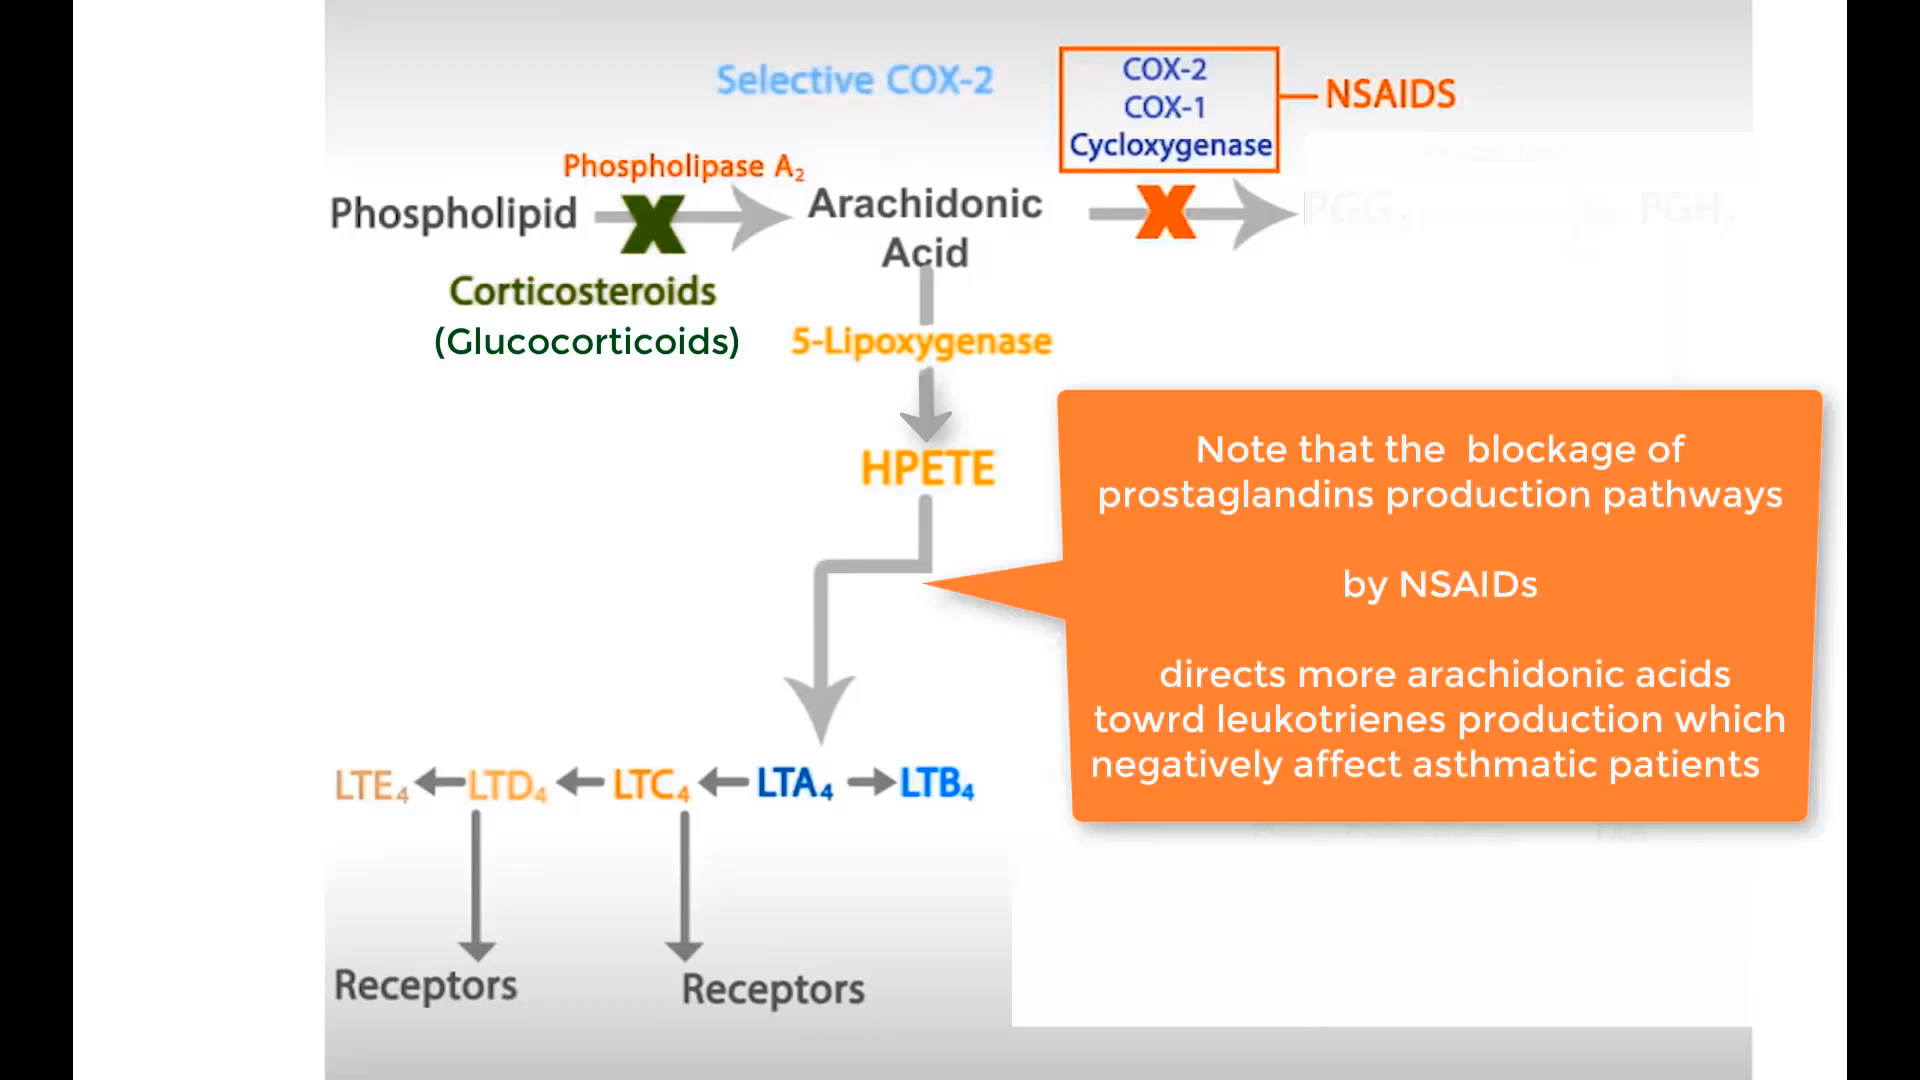 Selective COX-2
COX-2
COX-1
Cycloxygenase
NSAIDS
Phospholipase A₂
Phospholipid
Arachidonic
Acid
PGG₂
PGH₂
Corticosteroids
(Glucocorticoids)
5-Lipoxygenase
HPETE
Note that the blockage of
prostaglandins production pathways
by NSAIDs
directs more arachidonic acids
towrd leukotrienes production which
negatively affect asthmatic patients
LTE₄ LTD₄ LTC₄ LTA₄ LTB₄
Receptors
Receptors